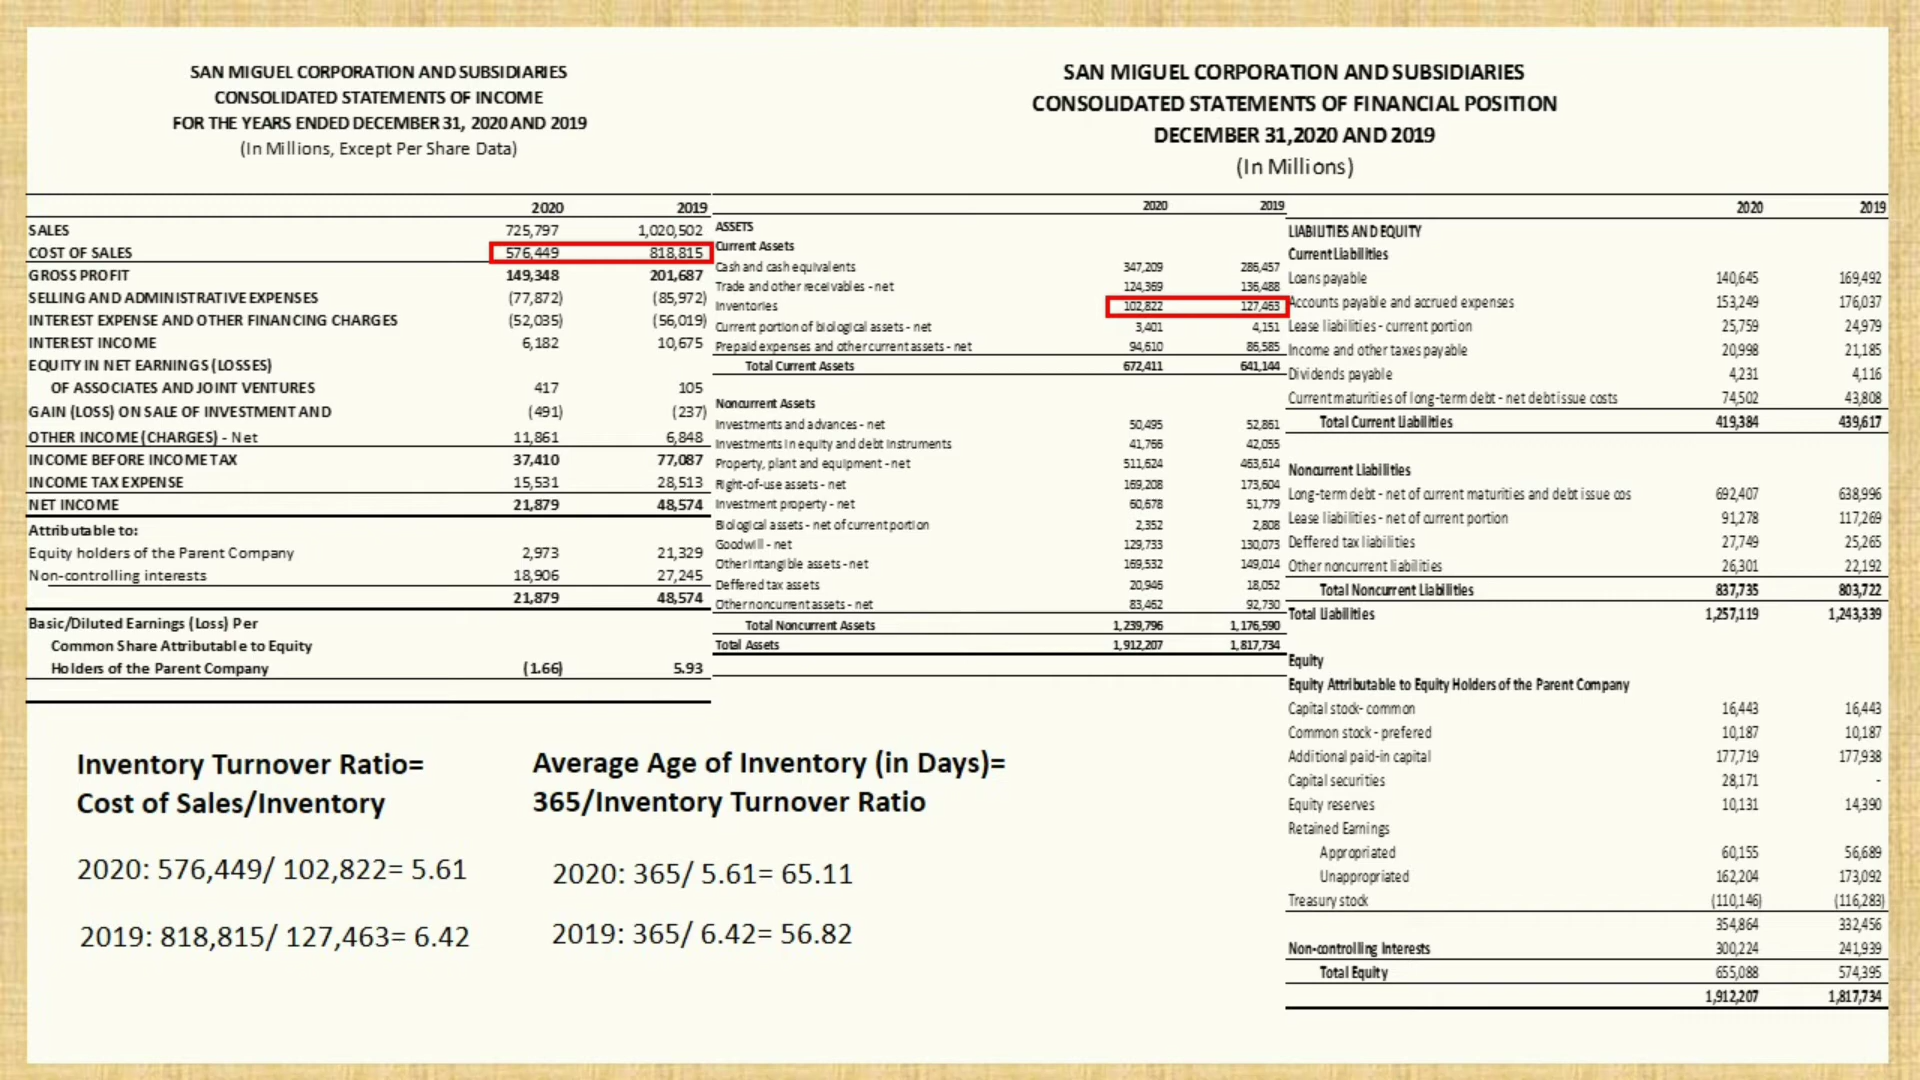 SAN MIGUEL CORPORATION AND SUBSIDIARIES
CONSOLIDATED STATEMENTS OF INCOME
FOR THE YEARS ENDED DECEMBER 31, 2020 AND 2019
(In Millions, Except Per Share Data)
2020 2019
SALES 725,797 1,020,502
COST OF SALES 576,449 818,815
GROSS PROFIT 149,348 201,687
SELLING AND ADMINISTRATIVE EXPENSES (77,872) (85,972)
INTEREST EXPENSE AND OTHER FINANCING CHARGES (52,035) (56,019)
INTEREST INCOME 6,182 10,675
EQUITY IN NET EARNINGS (LOSSES)
OF ASSOCIATES AND JOINT VENTURES 417 105
GAIN (LOSS) ON SALE OF INVESTMENT AND (491) (237)
OTHER INCOME (CHARGES) - Net 11,861 6,848
INCOME BEFORE INCOME TAX 37,410 77,087
INCOME TAX EXPENSE 15,531 28,513
NET INCOME 21,879 48,574
Attributable to:
Equity holders of the Parent Company 2,973 21,329
Non-controlling interests 18,906 27,245
21,879 48,574
Basic/Diluted Earnings (Loss) Per
Common Share Attributable to Equity
Holders of the Parent Company (1.66) 5.93
SAN MIGUEL CORPORATION AND SUBSIDIARIES
CONSOLIDATED STATEMENTS OF FINANCIAL POSITION
DECEMBER 31,2020 AND 2019
(In Millions)
2020 2019
ASSETS
Current Assets
Cash and cash equivalents 347,209 286,457
Trade and other receivables - net 124,369 136,488
Inventories 102,822 127,463
Current portion of biological assets - net 3,401 4,151
Prepaid expenses and other current assets - net 94,610 86,585
Total Current Assets 672,411 641,144
Noncurrent Assets
Investments and advances - net 50,495 52,861
Investments in equity and debt instruments 41,766 42,055
Property, plant and equipment - net 511,624 463,614
Right-of-use assets - net 169,208 173,604
Investment property - net 60,678 51,779
Biological assets - net of current portion 2,352 2,808
Goodwill - net 129,733 130,073
Other intangible assets - net 169,532 149,014
Deffered tax assets 20,946 18,052
Other noncurrent assets - net 83,462 92,730
Total Noncurrent Assets 1,239,796 1,176,590
Total Assets 1,912,207 1,817,734
2020 2019
LIABILITIES AND EQUITY
Current Liabilities
Loans payable 140,645 169,492
Accounts payable and accrued expenses 153,249 176,037
Lease liabilities - current portion 25,759 24,979
Income and other taxes payable 20,998 21,185
Dividends payable 4,231 4,116
Current maturities of long-term debt - net debt issue costs 74,502 43,808
Total Current Liabilities 419,384 439,617
Noncurrent Liabilities
Long-term debt - net of current maturities and debt issue cos 692,407 638,996
Lease liabilities - net of current portion 91,278 117,269
Deffered tax liabilities 27,749 25,265
Other noncurrent liabilities 26,301 22,192
Total Noncurrent Liabilities 837,735 803,722
Total Liabilities 1,257,119 1,243,339
Equity
Equity Attributable to Equity Holders of the Parent Company
Capital stock- common 16,443 16,443
Common stock - prefered 10,187 10,187
Additional paid-in capital 177,719 177,938
Capital securities 28,171 -
Equity reserves 10,131 14,390
Retained Earnings
Appropriated 60,155 56,689
Unappropriated 162,204 173,092
Treasury stock (110,146) (116,283)
354,864 332,456
Non-controlling Interests 300,224 241,939
Total Equity 655,088 574,395
1,912,207 1,817,734
Inventory Turnover Ratio=
Cost of Sales/Inventory
2020: 576,449/ 102,822= 5.61
2019: 818,815/ 127,463= 6.42
Average Age of Inventory (in Days)=
365/Inventory Turnover Ratio
2020: 365/ 5.61= 65.11
2019: 365/ 6.42= 56.82